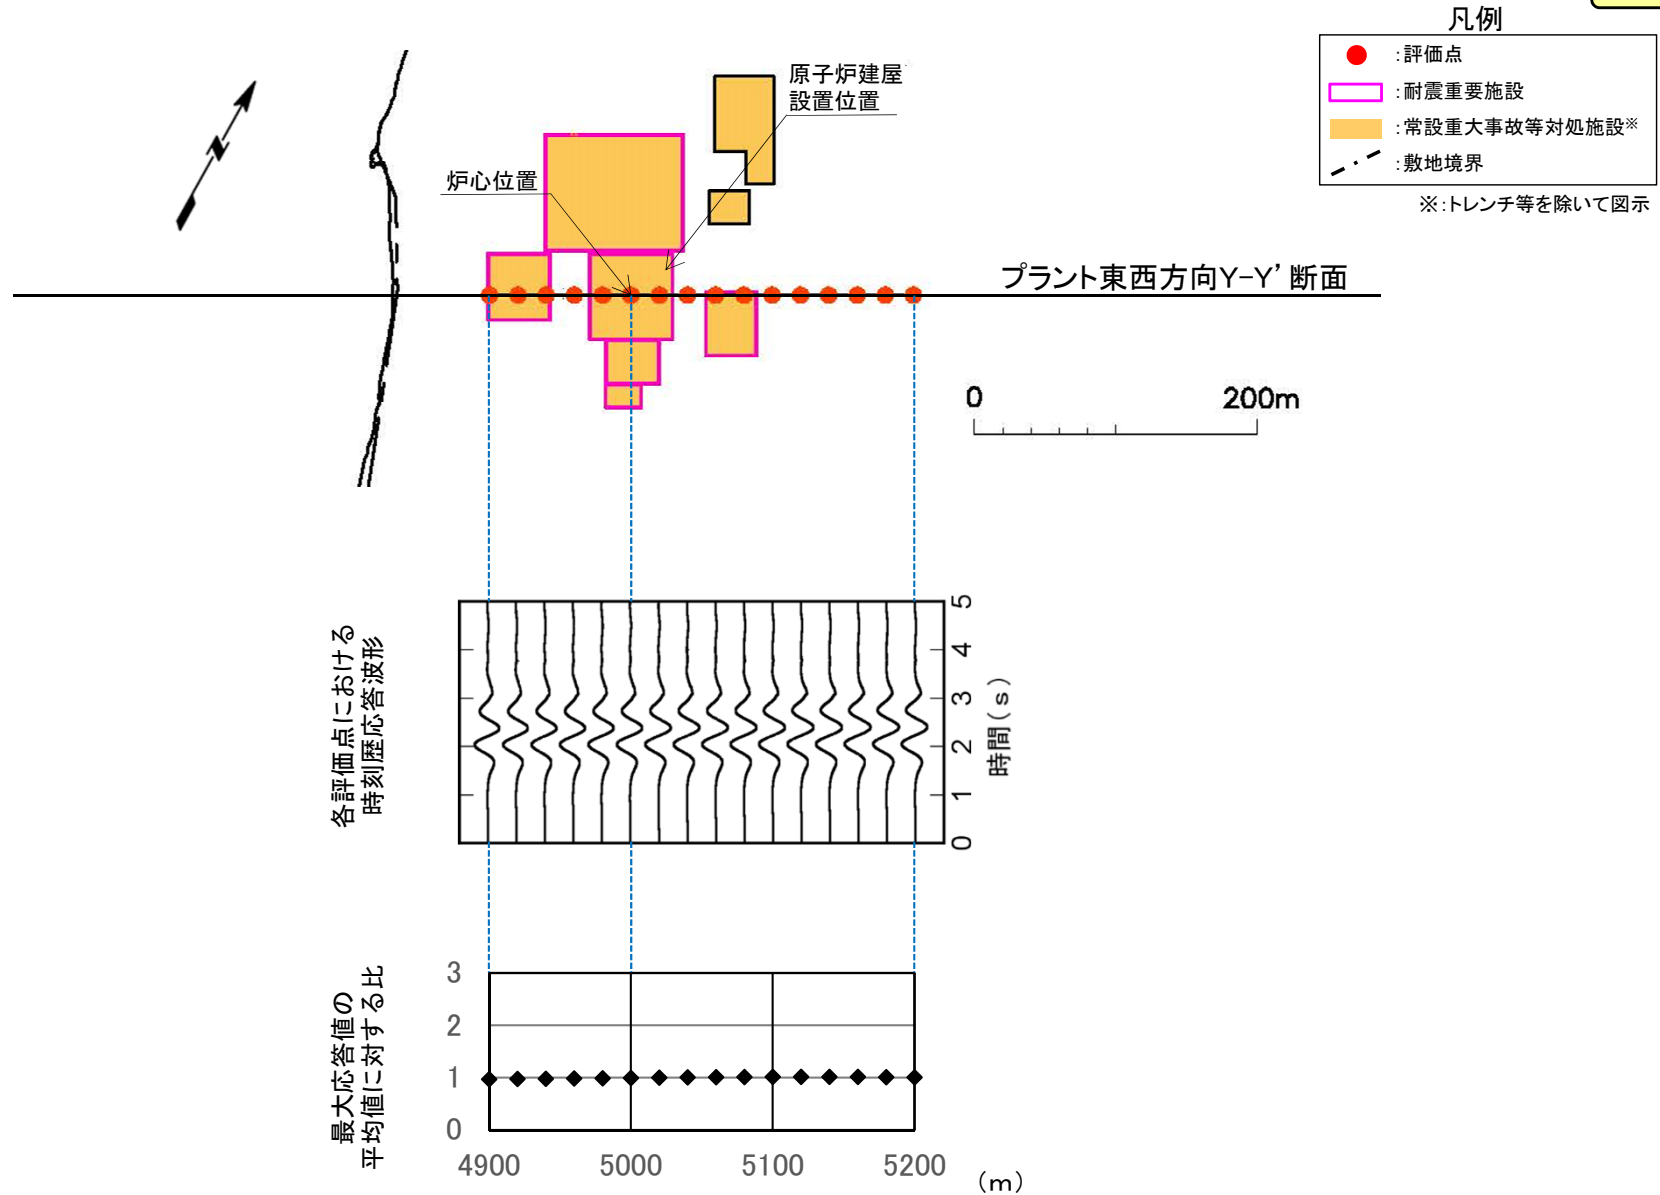 凡例
:評価点
:耐震重要施設
:常設重大事故等対処施設※
:敷地境界
※:トレンチ等を除いて図示
原子炉建屋
設置位置
炉心位置
N
プラント東西方向Y-Y’断面
0 200m
各評価点における
時刻歴応答波形
5
4
3
2
1
0
時間(s)
最大応答値の
平均値に対する比
3
2
1
0
4900 5000 5100 5200
(m)